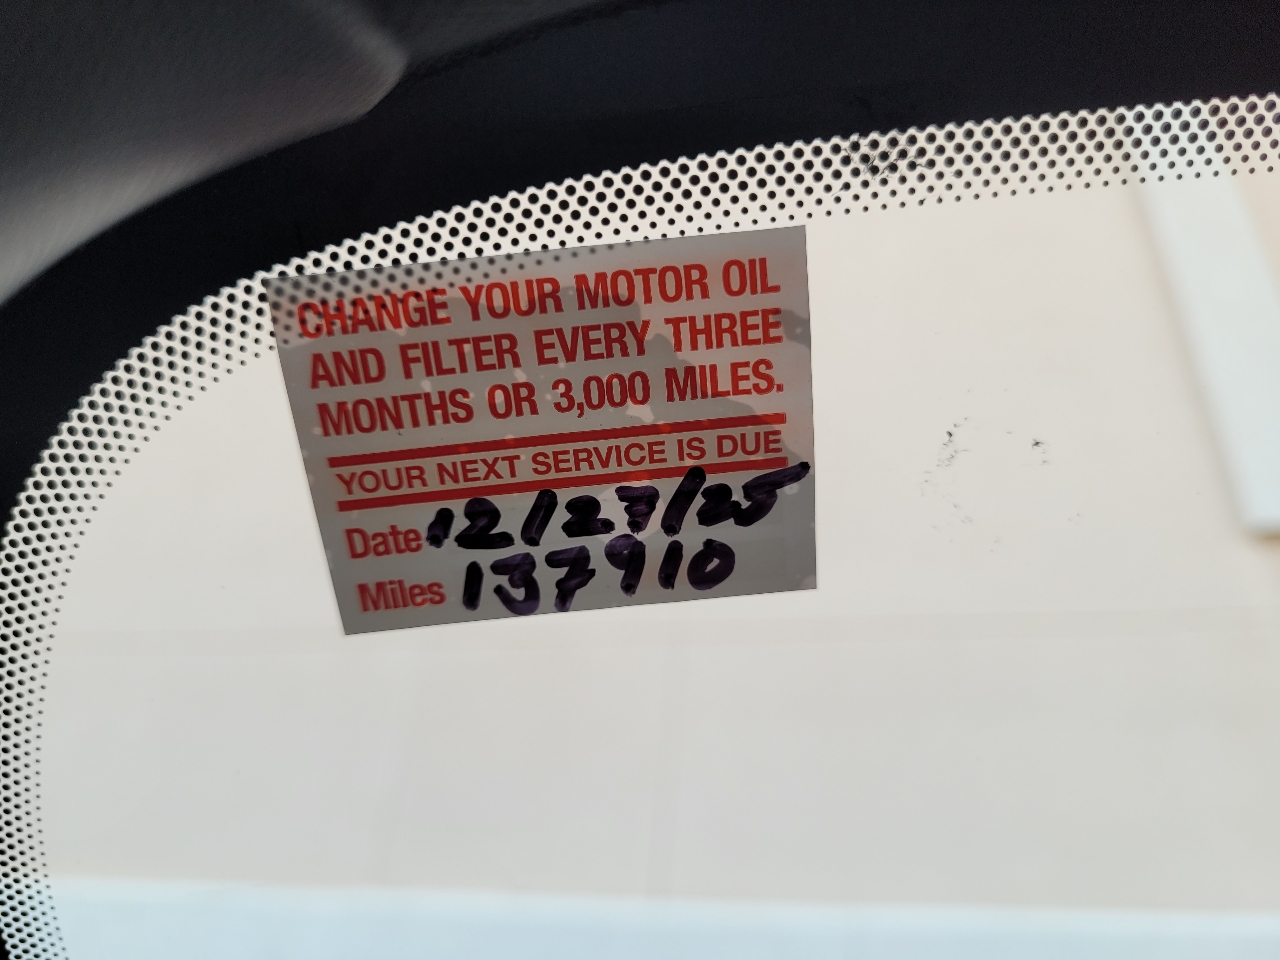 CHANGE YOUR MOTOR OIL
AND FILTER EVERY THREE
MONTHS OR 3,000 MILES.
YOUR NEXT SERVICE IS DUE
Date 12/27/25
Miles 137910